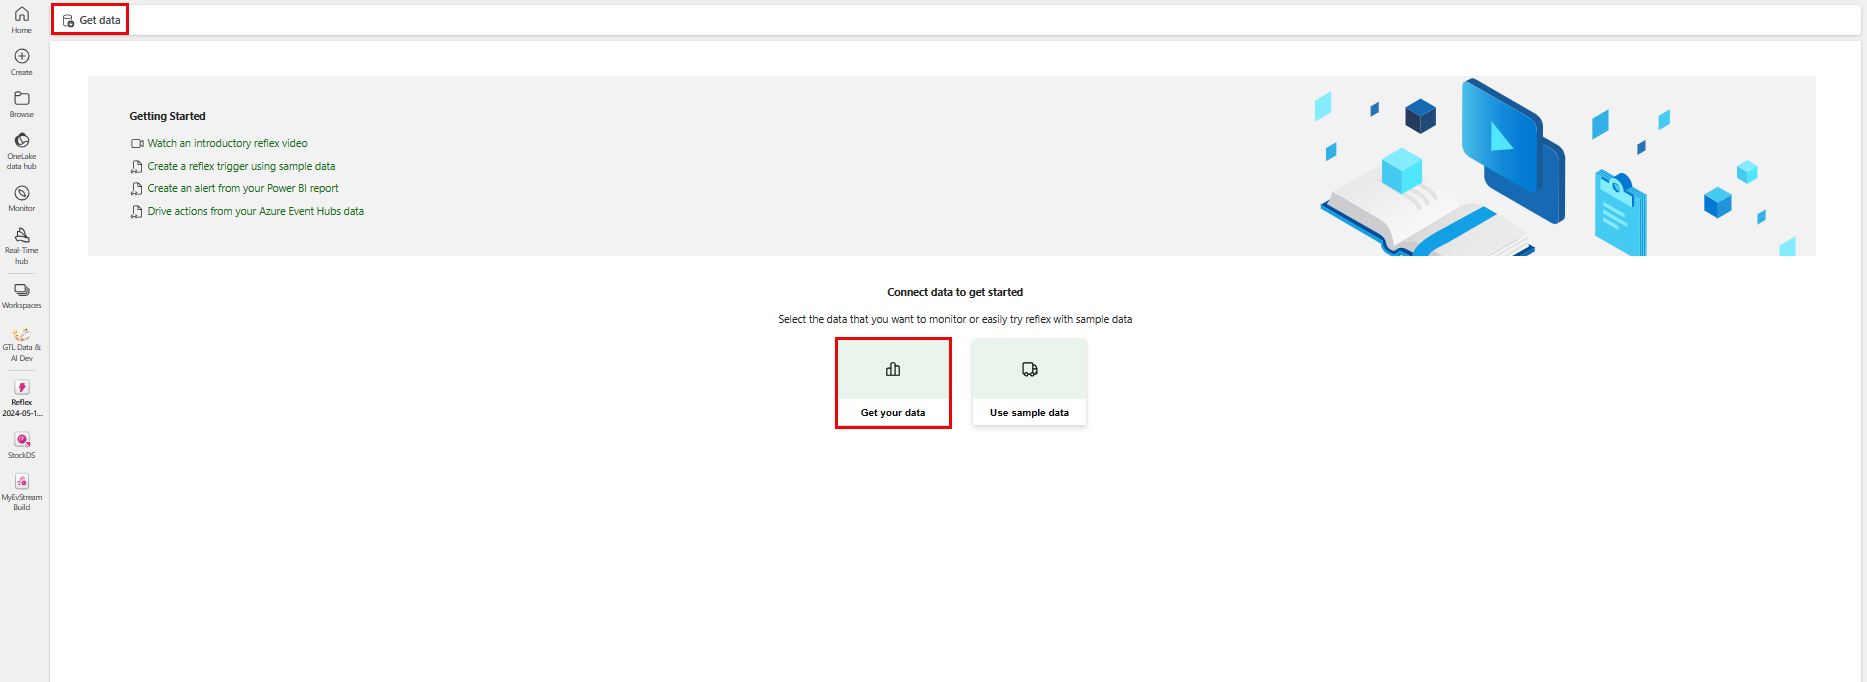 Get data
Home
Create
Browse
OneLake
data hub
Monitor
Real-Time
hub
Workspaces
GTL Data &
AI Dev
Reflex
2024-05-1...
StockDS
MyEvStream
Build
Getting Started
Watch an introductory reflex video
Create a reflex trigger using sample data
Create an alert from your Power BI report
Drive actions from your Azure Event Hubs data
Connect data to get started
Select the data that you want to monitor or easily try reflex with sample data
Get your data
Use sample data